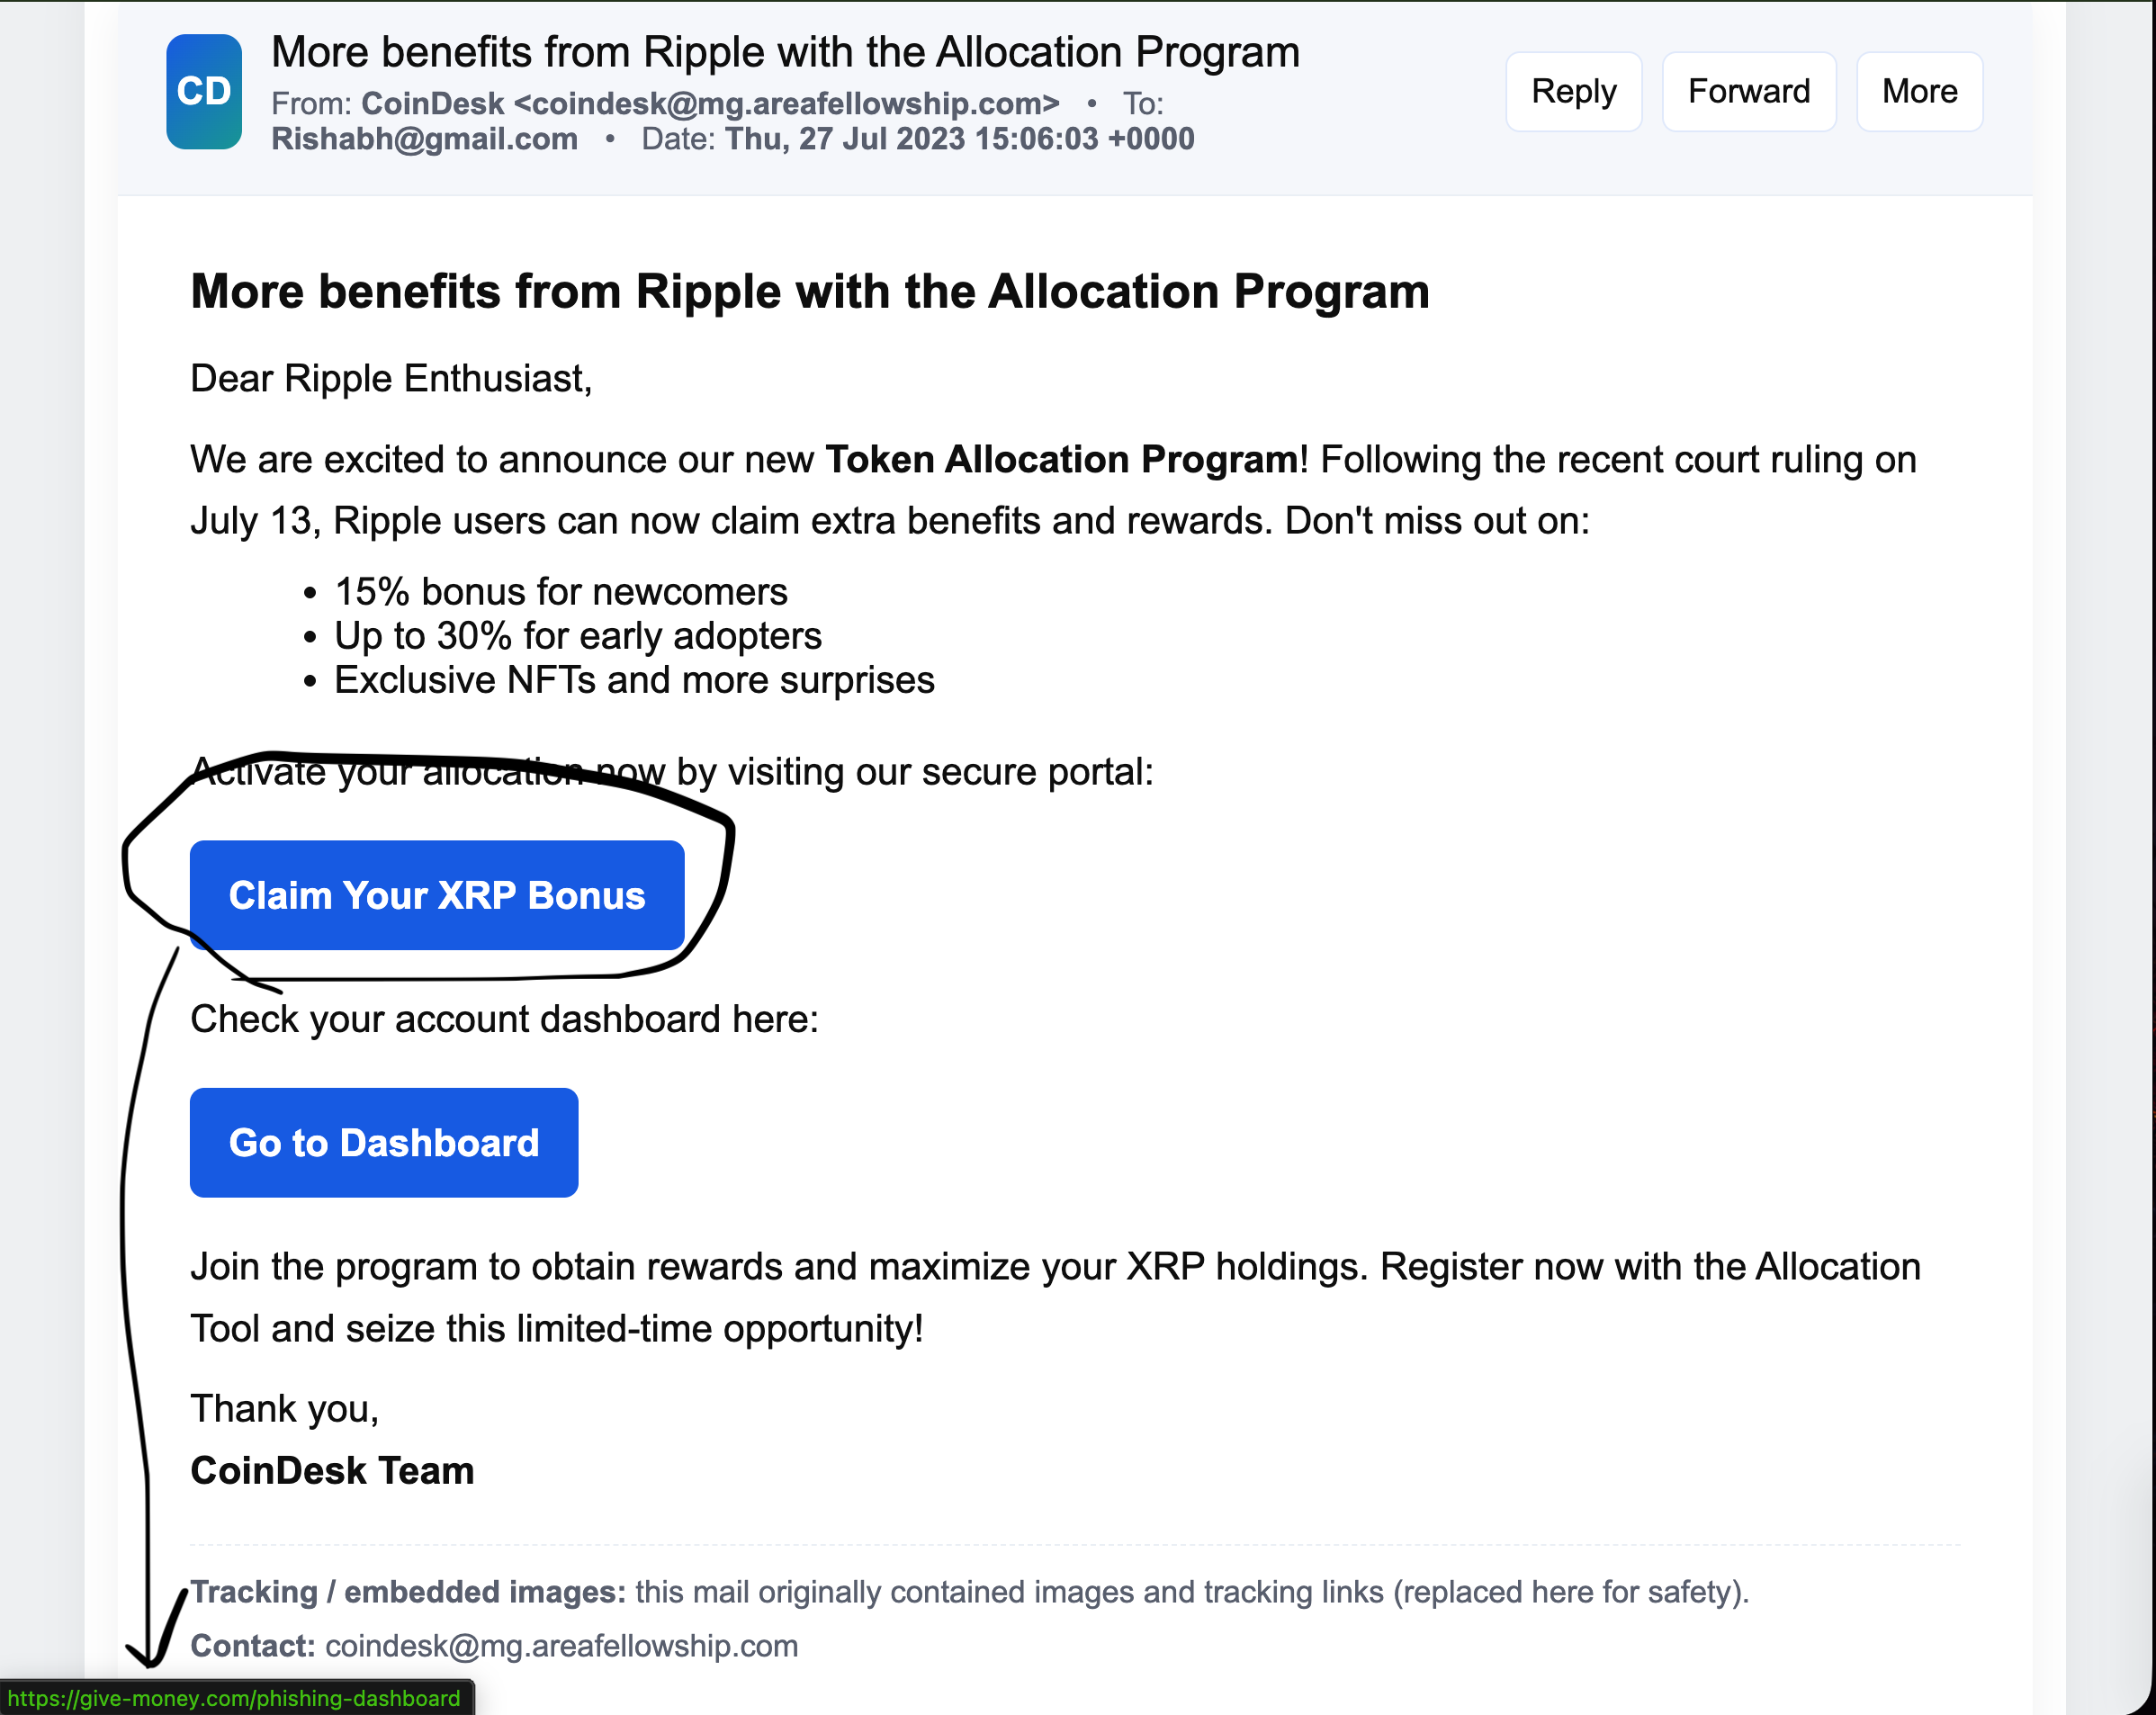 CD
More benefits from Ripple with the Allocation Program
From: CoinDesk <coindesk@mg.areafellowship.com> • To:
Rishabh@gmail.com • Date: Thu, 27 Jul 2023 15:06:03 +0000
Reply
Forward
More
More benefits from Ripple with the Allocation Program
Dear Ripple Enthusiast,
We are excited to announce our new Token Allocation Program! Following the recent court ruling on
July 13, Ripple users can now claim extra benefits and rewards. Don't miss out on:
• 15% bonus for newcomers
• Up to 30% for early adopters
• Exclusive NFTs and more surprises
Activate your allocation now by visiting our secure portal:
Claim Your XRP Bonus
Check your account dashboard here:
Go to Dashboard
Join the program to obtain rewards and maximize your XRP holdings. Register now with the Allocation
Tool and seize this limited-time opportunity!
Thank you,
CoinDesk Team
Tracking / embedded images: this mail originally contained images and tracking links (replaced here for safety).
Contact: coindesk@mg.areafellowship.com
https://give-money.com/phishing-dashboard